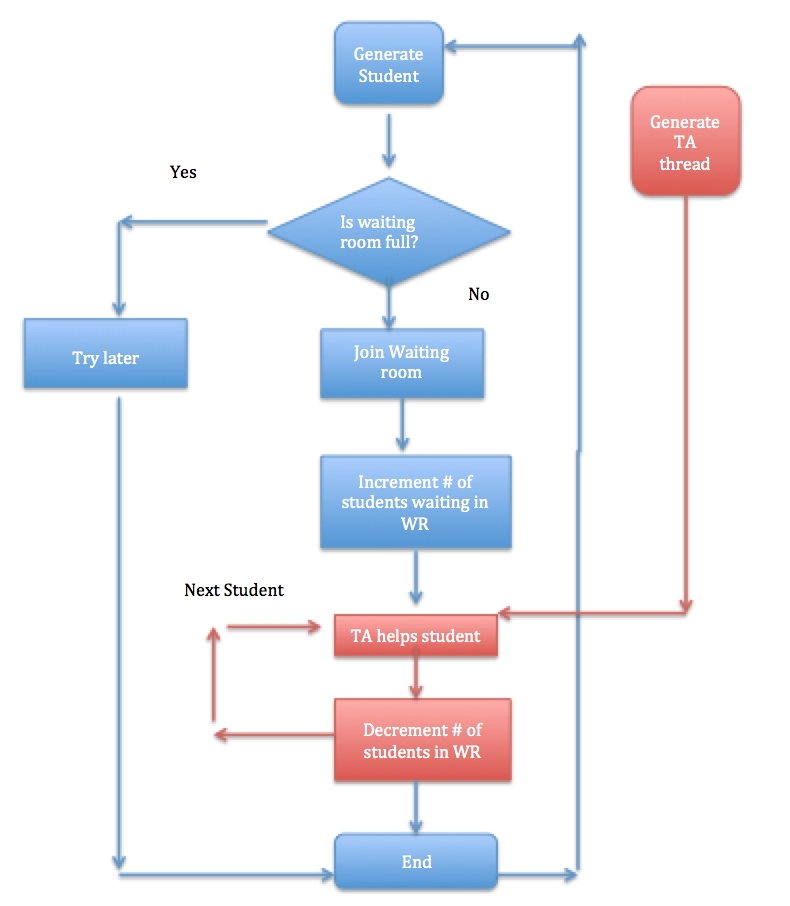 Generate
Student
Generate
TA
thread
Yes
Is waiting
room full?
No
Try later
Join Waiting
room
Increment # of
students waiting in
WR
Next Student
TA helps student
Decrement # of
students in WR
End